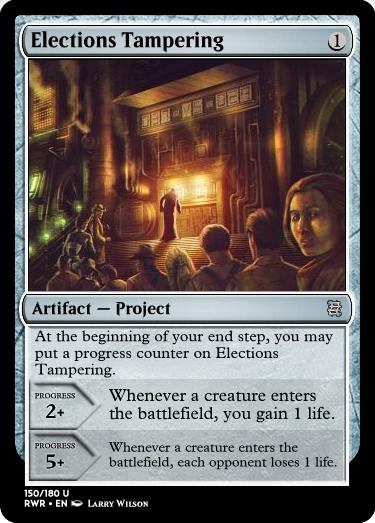 Elections Tampering 1
Artifact — Project
At the beginning of your end step, you may
put a progress counter on Elections
Tampering.
PROGRESS
2+
Whenever a creature enters
the battlefield, you gain 1 life.
PROGRESS
5+
Whenever a creature enters the
battlefield, each opponent loses 1 life.
150/180 U
RWR • EN Larry Wilson